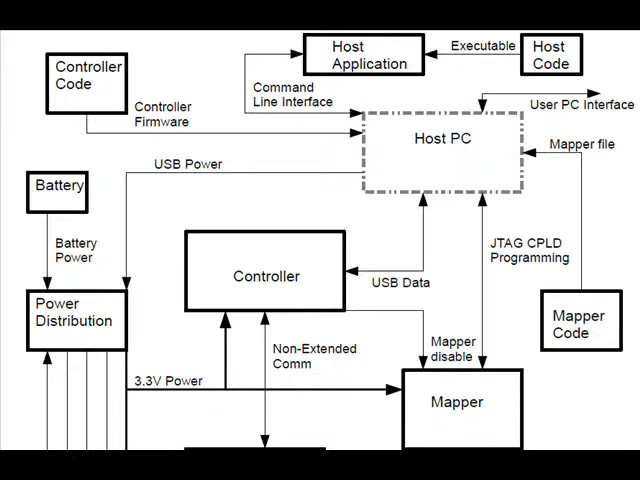 Host
Application
Executable
Host
Code
Controller
Code
Command
Line Interface
User PC Interface
Controller
Firmware
Host PC
Mapper file
USB Power
Battery
Battery
Power
JTAG CPLD
Programming
Controller
USB Data
Power
Distribution
Mapper
Code
Non-Extended
Comm
Mapper
disable
3.3V Power
Mapper